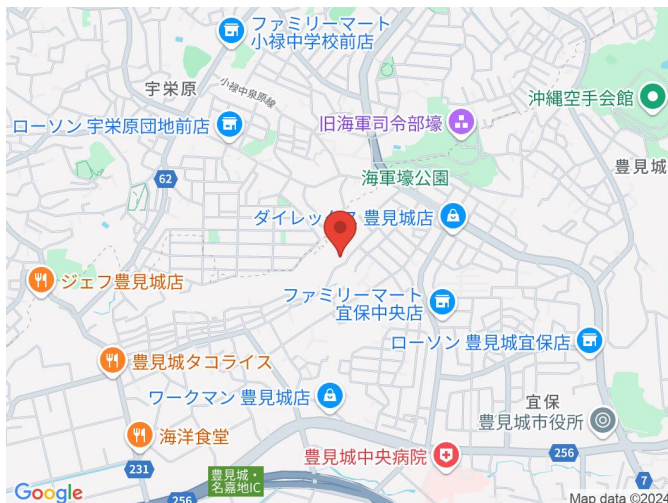 ファミリーマート
小禄中学校前店
宇栄原
小禄中泉原線
沖縄空手会館
ローソン 宇栄原団地前店
旧海軍司令部壕
豊見城
62
海軍壕公園
ダイレックス 豊見城店
ジェフ豊見城店
ファミリーマート
宜保中央店
ローソン 豊見城宜保店
豊見城タコライス
ワークマン 豊見城店
宜保
豊見城市役所
海洋食堂
豊見城中央病院
256
231
豊見城・
名嘉地IC
7
256
Google
Map data ©2024